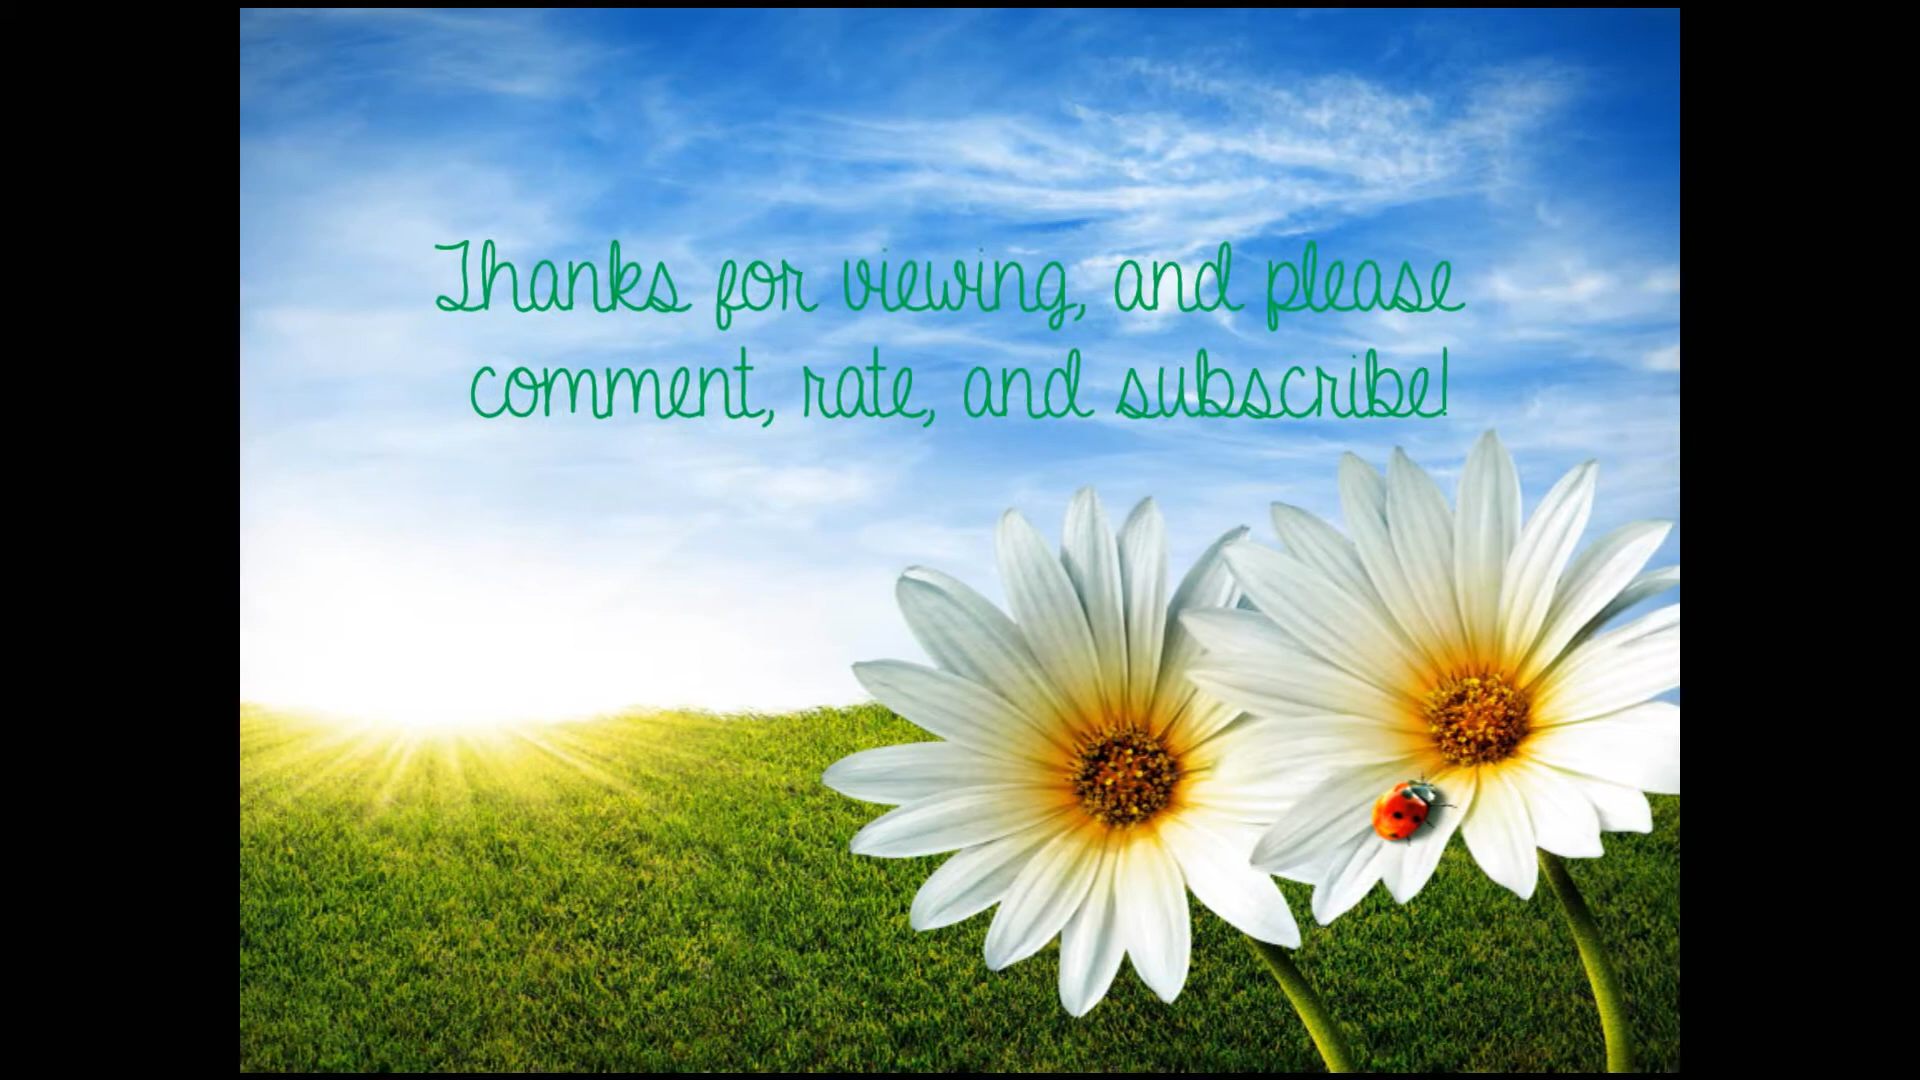 Thanks for viewing, and please
comment, rate, and subscribe!